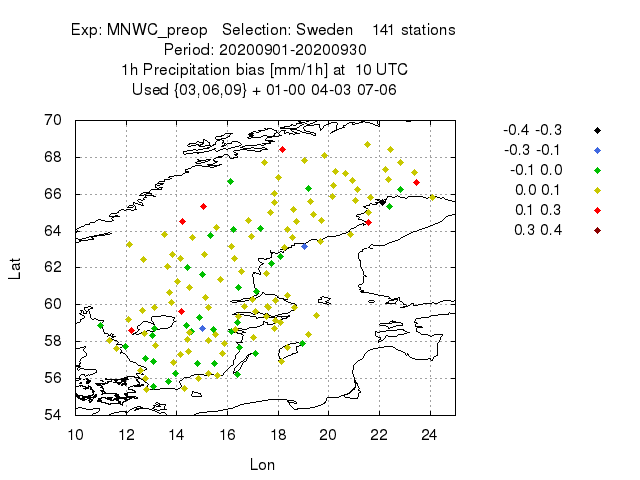 Exp: MNWC_preop Selection: Sweden 141 stations
Period: 20200901-20200930
1h Precipitation bias [mm/1h] at 10 UTC
Used {03,06,09} + 01-00 04-03 07-06
70
68
66
64
62
60
58
56
54
Lat
10 12 14 16 18 20 22 24
Lon
-0.4 -0.3
-0.3 -0.1
-0.1 0.0
0.0 0.1
0.1 0.3
0.3 0.4